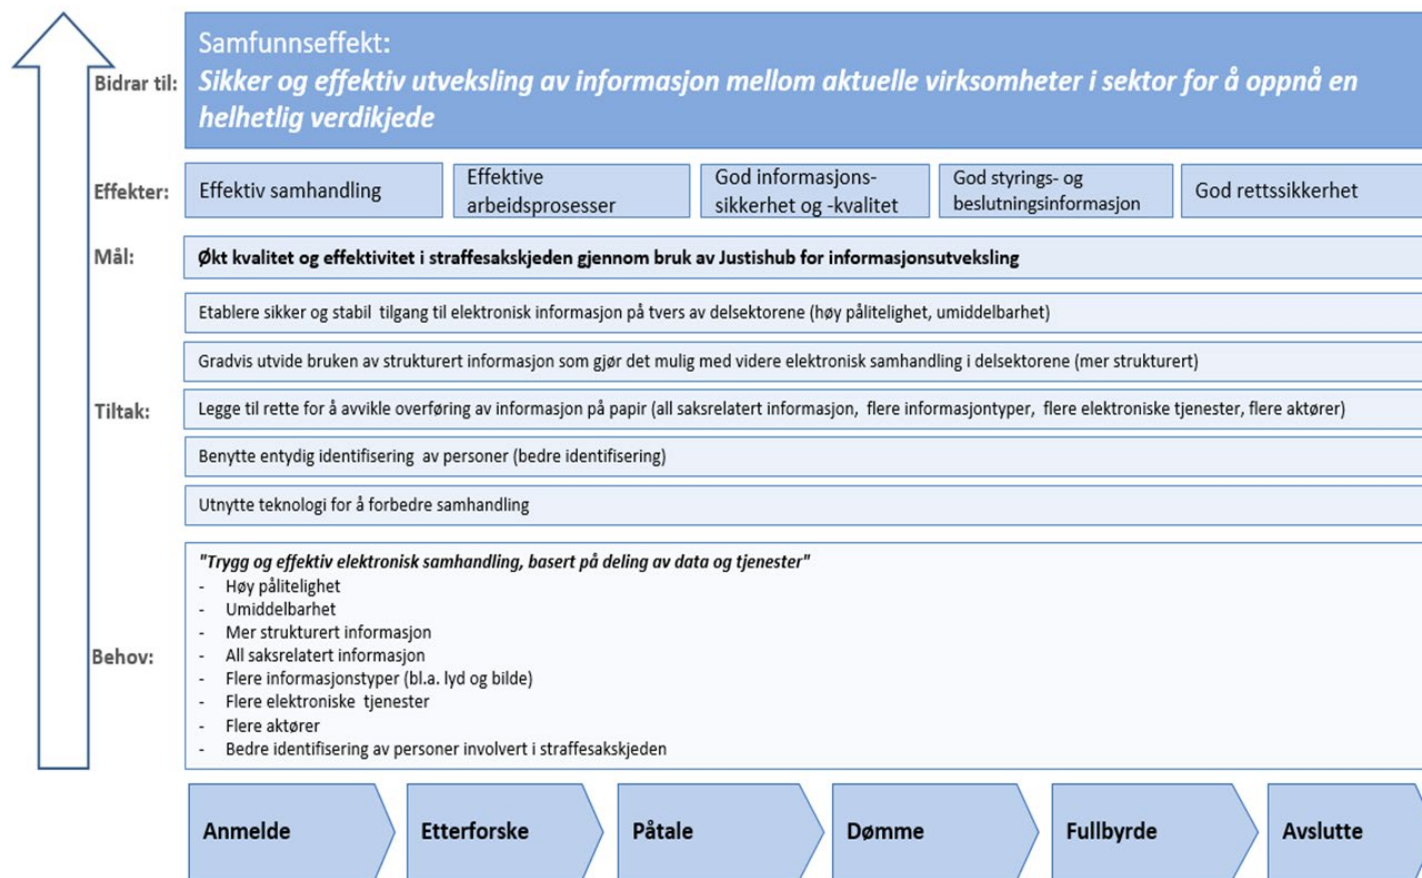 Bidrar til:
Samfunnseffekt:
Sikker og effektiv utveksling av informasjon mellom aktuelle virksomheter i sektor for å oppnå en
helhetlig verdikjede
Effekter:
Effektiv samhandling
Effektive
arbeidsprosesser
God informasjons-
sikkerhet og -kvalitet
God styrings- og
beslutningsinformasjon
God rettssikkerhet
Mål:
Økt kvalitet og effektivitet i straffesakskjeden gjennom bruk av Justishub for informasjonsutveksling
Tiltak:
Etablere sikker og stabil tilgang til elektronisk informasjon på tvers av delsektorene (høy pålitelighet, umiddelbarhet)
Gradvis utvide bruken av strukturert informasjon som gjør det mulig med videre elektronisk samhandling i delsektorene (mer strukturert)
Legge til rette for å avvikle overføring av informasjon på papir (all saksrelatert informasjon, flere informasjontyper, flere elektroniske tjenester, flere aktører)
Benytte entydig identifisering av personer (bedre identifisering)
Utnytte teknologi for å forbedre samhandling
Behov:
"Trygg og effektiv elektronisk samhandling, basert på deling av data og tjenester"
- Høy pålitelighet
- Umiddelbarhet
- Mer strukturert informasjon
- All saksrelatert informasjon
- Flere informasjonstyper (bl.a. lyd og bilde)
- Flere elektroniske tjenester
- Flere aktører
- Bedre identifisering av personer involvert i straffesakskjeden
Anmelde
Etterforske
Påtale
Dømme
Fullbyrde
Avslutte